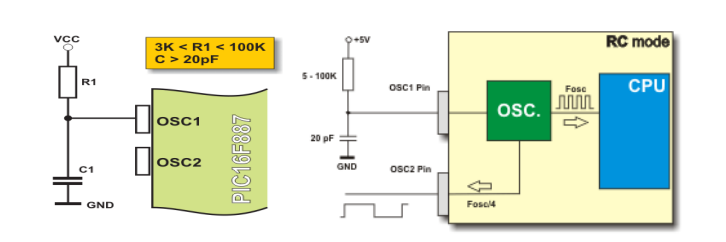 VCC
R1
C1
GND
3K < R1 < 100K
C > 20pF
OSC1
OSC2
PIC16F887
+5V
5 - 100K
20 pF
GND
OSC1 Pin
OSC2 Pin
RC mode
OSC.
Fosc
CPU
Fosc/4